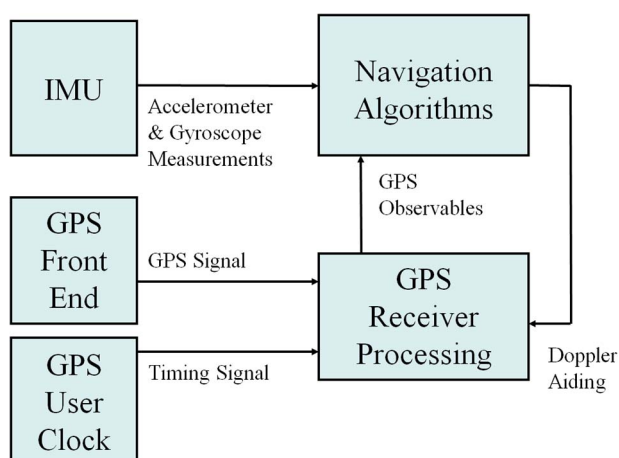 IMU
Accelerometer
& Gyroscope
Measurements
Navigation
Algorithms
GPS
Observables
GPS
Front
End
GPS Signal
GPS
Receiver
Processing
GPS
User
Clock
Timing Signal
Doppler
Aiding